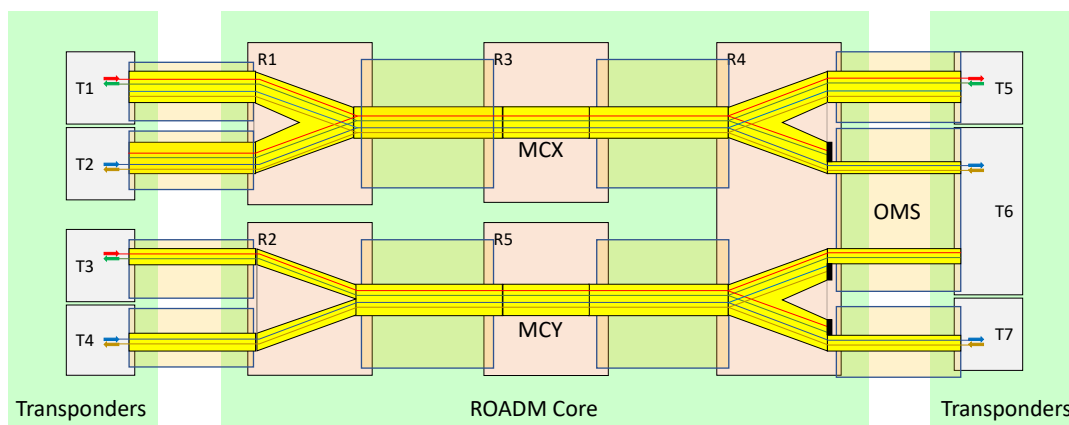 R1
R3
R4
T1
T5
T2
MCX
T6
OMS
R2
R5
T3
T4
MCY
T7
Transponders
ROADM Core
Transponders